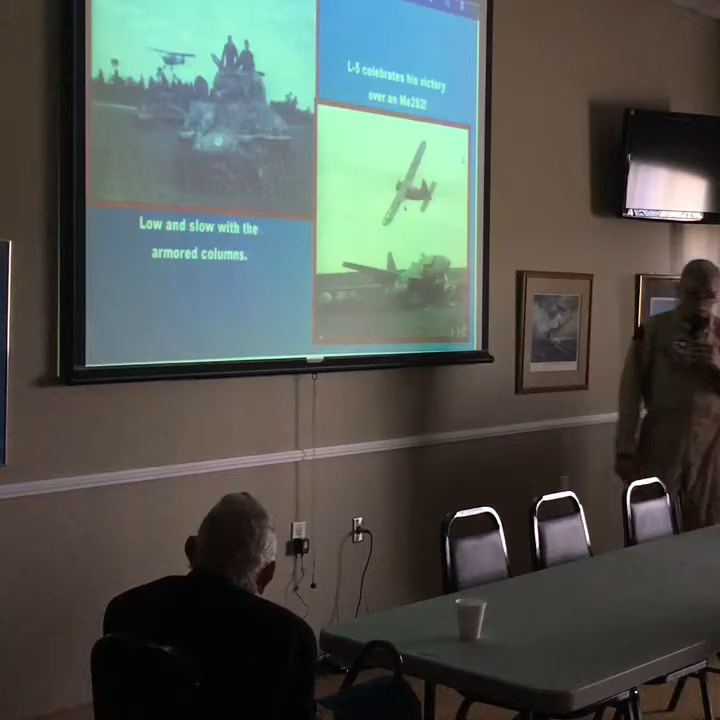 Low and slow with the
armored columns.
L-5 celebrates his victory
over an Me262!